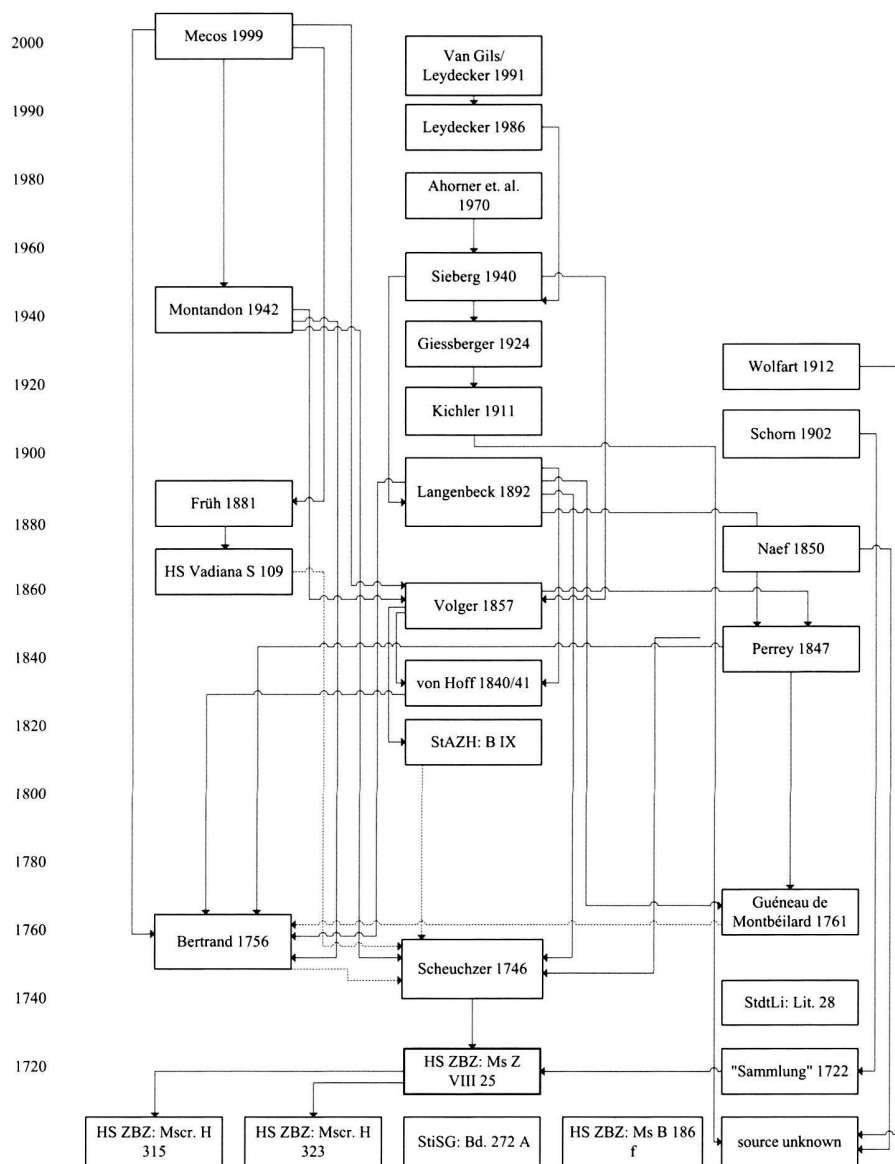 2000
1990
1980
1960
1940
1920
1900
1880
1860
1840
1820
1800
1780
1760
1740
1720
Mecos 1999
Van Gils/
Leydecker 1991
Leydecker 1986
Ahorner et. al.
1970
Sieberg 1940
Montandon 1942
Giessberger 1924
Wolfart 1912
Kichler 1911
Schorn 1902
Langenbeck 1892
Früh 1881
Naef 1850
HS Vadiana S 109
Volger 1857
Perrey 1847
von Hoff 1840/41
StAZH: B IX
Guéneau de
Montbéilard 1761
Bertrand 1756
Scheuchzer 1746
StdtLi: Lit. 28
HS ZBZ: Ms Z
VIII 25
"Sammlung" 1722
HS ZBZ: Mscr. H
315
HS ZBZ: Mscr. H
323
StiSG: Bd. 272 A
HS ZBZ: Ms B 186
f
source unknown